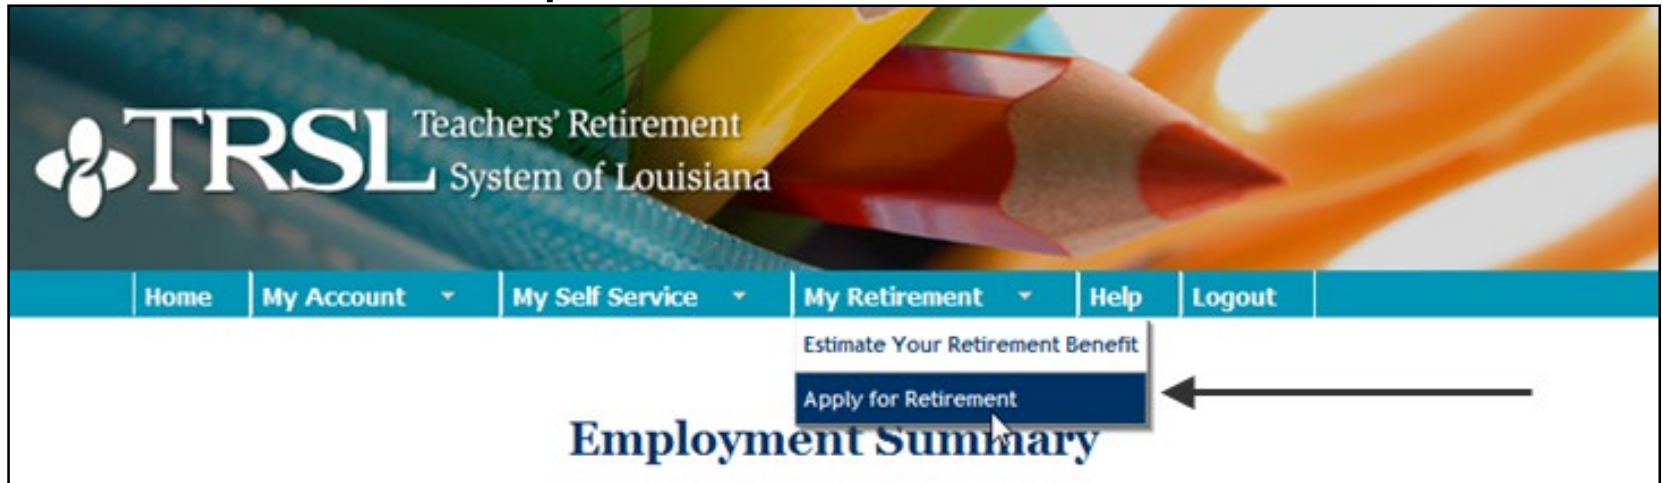 TRSL Teachers' Retirement
System of Louisiana
Home My Account My Self Service My Retirement Help Logout
Estimate Your Retirement Benefit
Apply for Retirement
Employment Summary